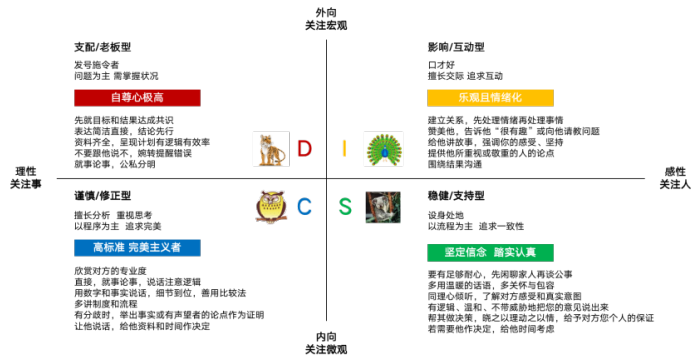 外向
关注宏观
支配/老板型
发号施令者
问题为主 需掌握状况
自尊心极高
先就目标和结果达成共识
表达简洁直接，结论先行
资料齐全，呈现计划有逻辑有效率
不要跟他说不，婉转提醒错误
就事论事，公私分明
D
影响/互动型
口才好
擅长交际 追求互动
乐观且情绪化
建立关系，先处理情绪再处理事情
赞美他，告诉他“很有趣”或向他请教问题
给他讲故事，强调你的感受、坚持
提供他所重视或敬重的人的论点
围绕结果沟通
I
理性
关注事
感性
关注人
谨慎/修正型
擅长分析 重视思考
以程序为主 追求完美
高标准 完美主义者
欣赏对方的专业度
直接，就事论事，说话注意逻辑
用数字和事实说话，细节到位，善用比较法
多讲制度和流程
有分歧时，举出事实或有声望者的论点作为证明
让他说话，给他资料和时间作决定
C
稳健/支持型
设身处地
以流程为主 追求一致性
坚定信念 踏实认真
要有足够耐心，先闲聊家人再谈公事
多用温暖的话语，多关怀与包容
同理心倾听，了解对方感受和真实意图
有逻辑、温和、不带威胁地把您的意见说出来
帮其做决策，晓之以理动之以情，给予对方您个人的保证
若需要他作决定，给他时间考虑
S
内向
关注微观